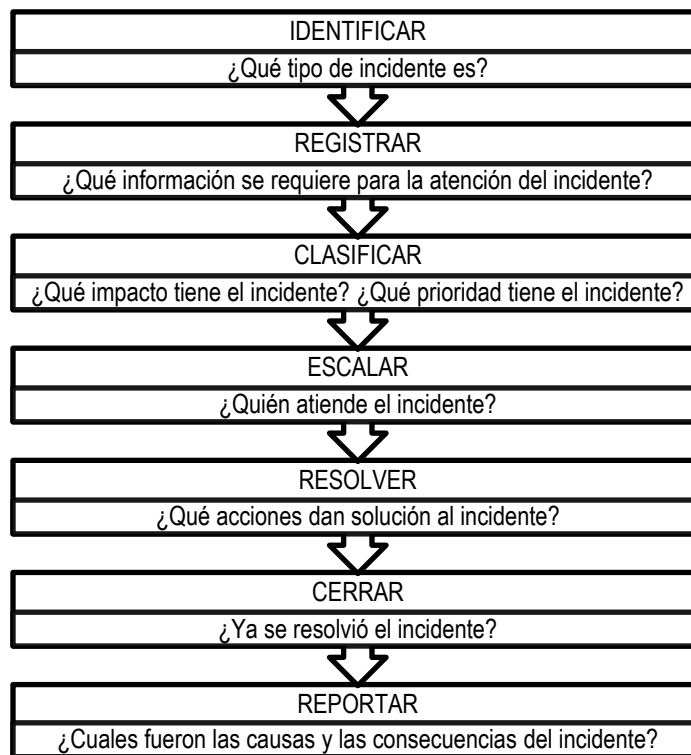 IDENTIFICAR
¿Qué tipo de incidente es?
REGISTRAR
¿Qué información se requiere para la atención del incidente?
CLASIFICAR
¿Qué impacto tiene el incidente? ¿Qué prioridad tiene el incidente?
ESCALAR
¿Quién atiende el incidente?
RESOLVER
¿Qué acciones dan solución al incidente?
CERRAR
¿Ya se resolvió el incidente?
REPORTAR
¿Cuales fueron las causas y las consecuencias del incidente?